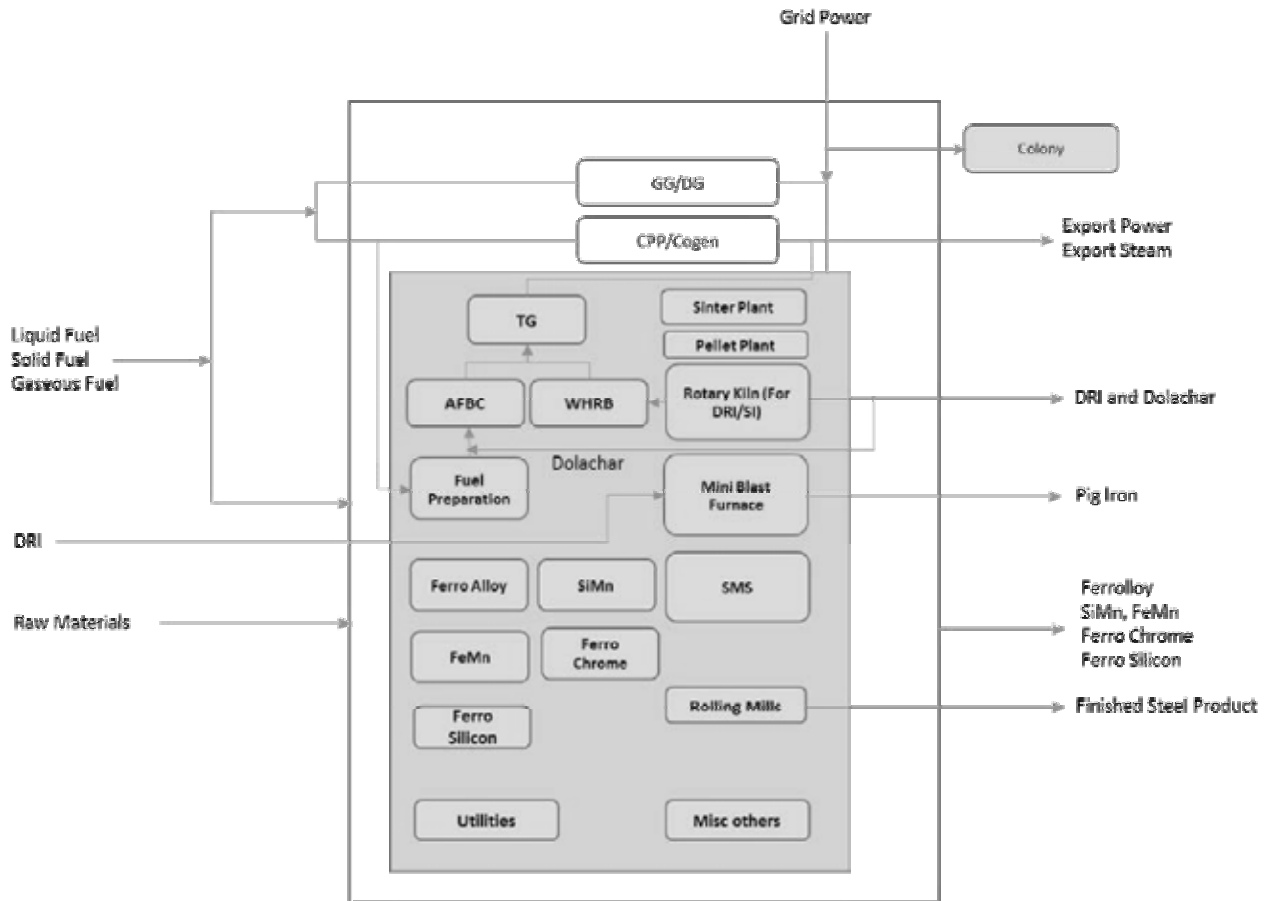 Grid Power
Colony
GG/DG
CPP/Cogen
Export Power
Export Steam
TG
Sinter Plant
Pellet Plant
Liquid Fuel
Solid Fuel
Gaseous Fuel
AFBC
WHRB
Rotary Kiln (For
DRI/SI)
DRI and Dolachar
Dolachar
Fuel
Preparation
Mini Blast
Furnace
Pig Iron
DRI
Ferro Alloy
SiMn
SMS
Raw Materials
Ferrolloy
SiMn, FeMn
Ferro Chrome
Ferro Silicon
FeMn
Ferro
Chrome
Rolling Mills
Finished Steel Product
Ferro
Silicon
Utilities
Misc others